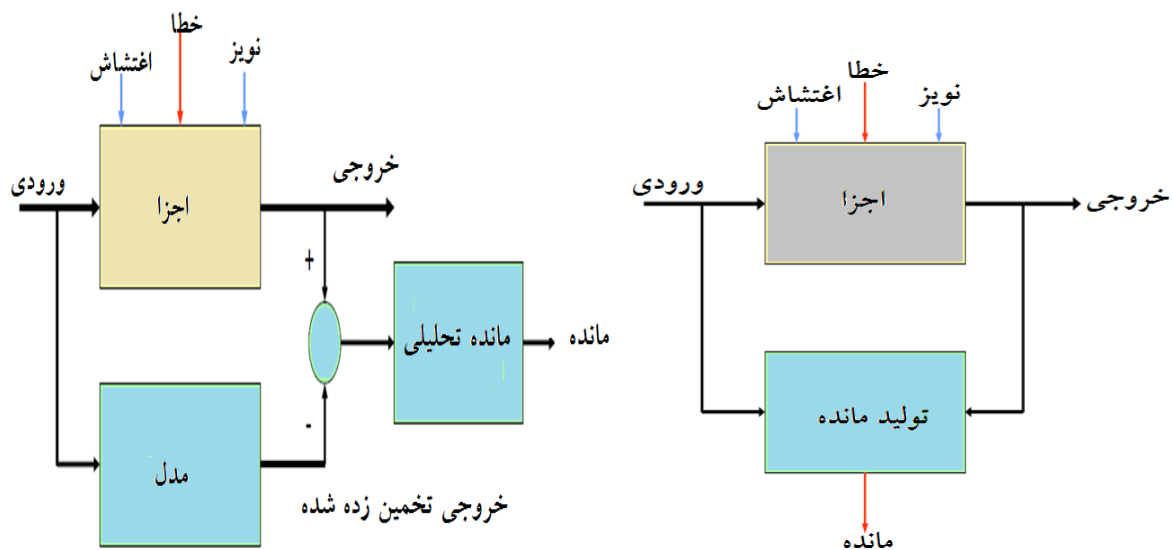 خطا
نویز
اغتشاش
ورودی
اجزا
خروجی
+
مانده تحلیلی
مانده
-
مدل
خروجی تخمین زده شده
خطا
نویز
اغتشاش
ورودی
اجزا
خروجی
تولید مانده
مانده